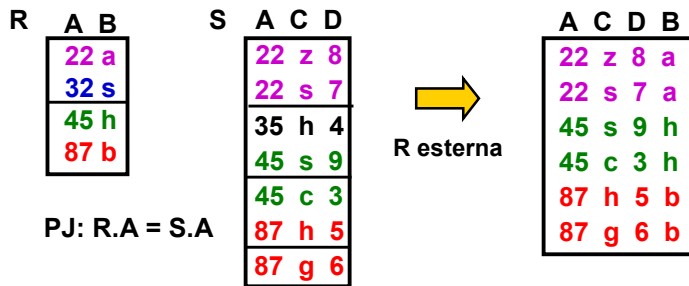 R
A B
22 a
32 s
45 h
87 b
PJ: R.A = S.A
S
A C D
22 z 8
22 s 7
35 h 4
45 s 9
45 c 3
87 h 5
87 g 6
R esterna
A C D B
22 z 8 a
22 s 7 a
45 s 9 h
45 c 3 h
87 h 5 b
87 g 6 b